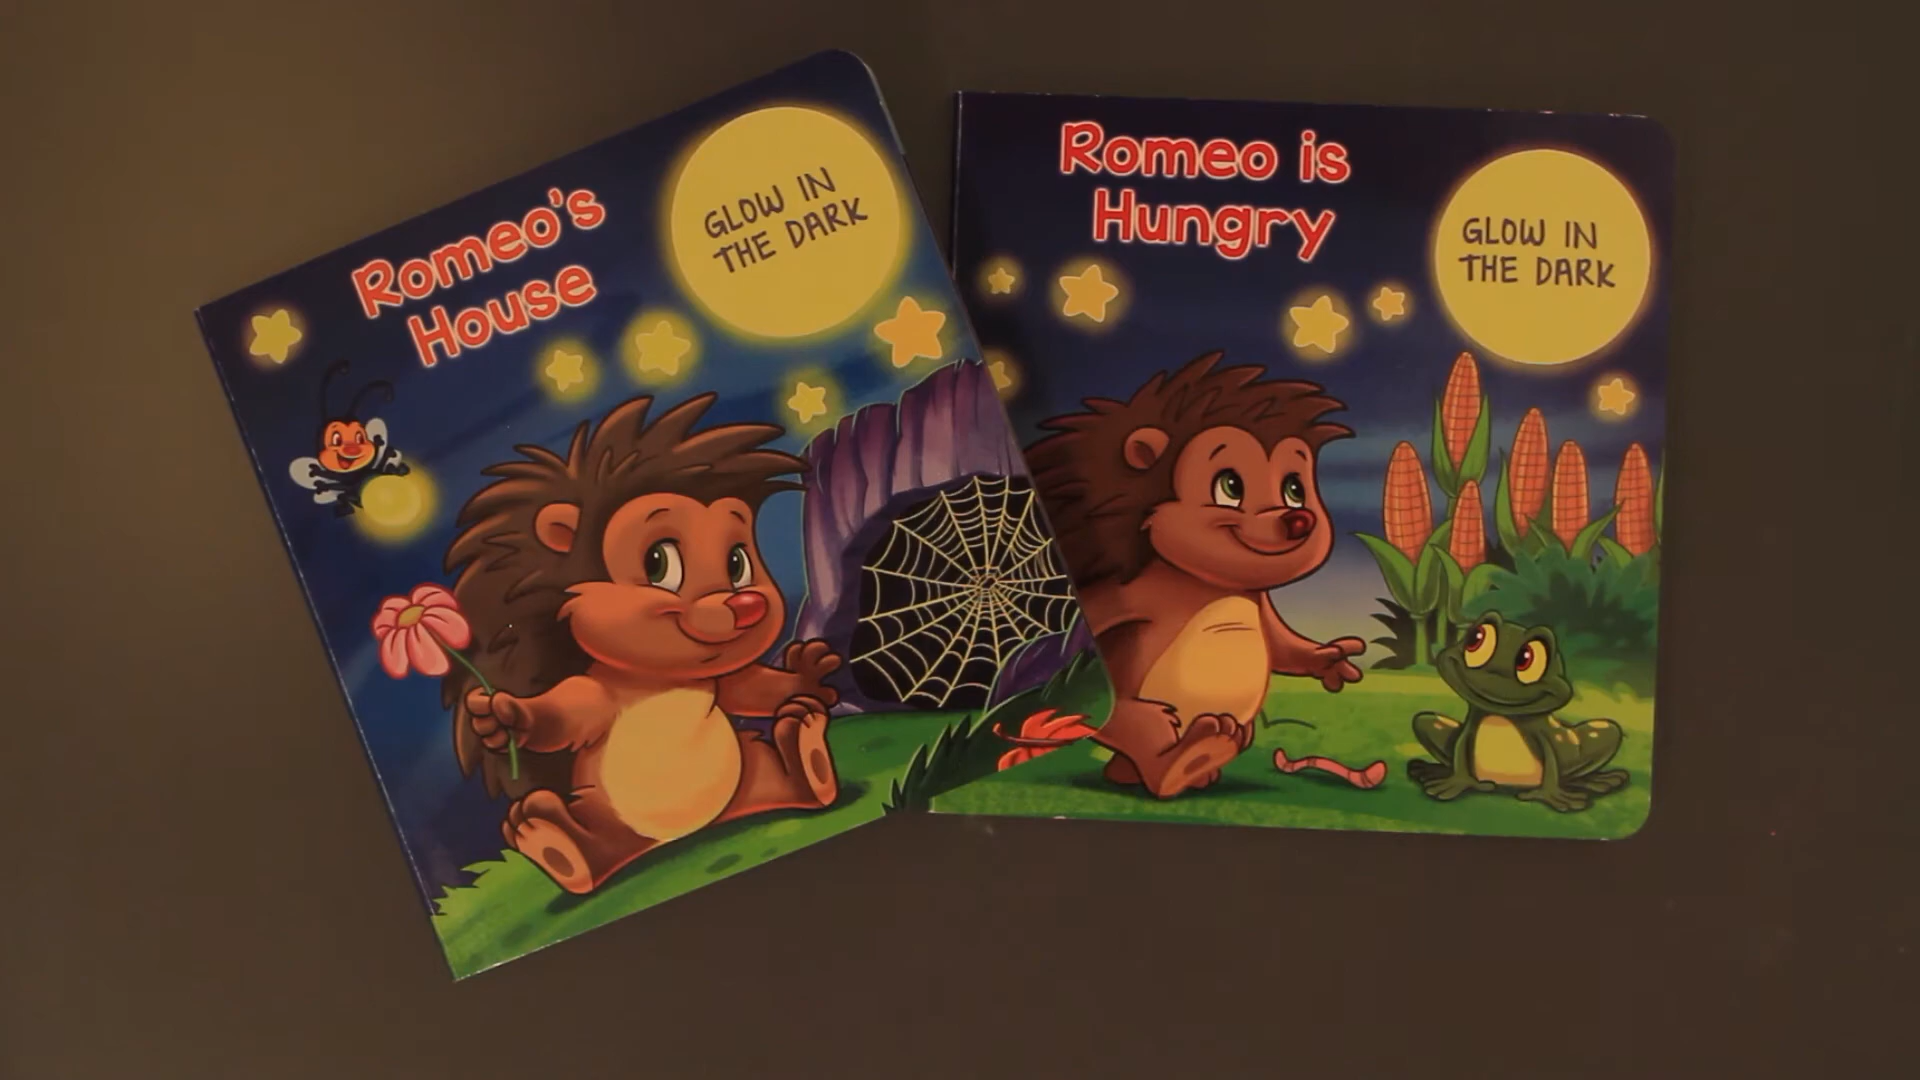 Romeo's
House
GLOW IN
THE DARK
Romeo is
Hungry
GLOW IN
THE DARK